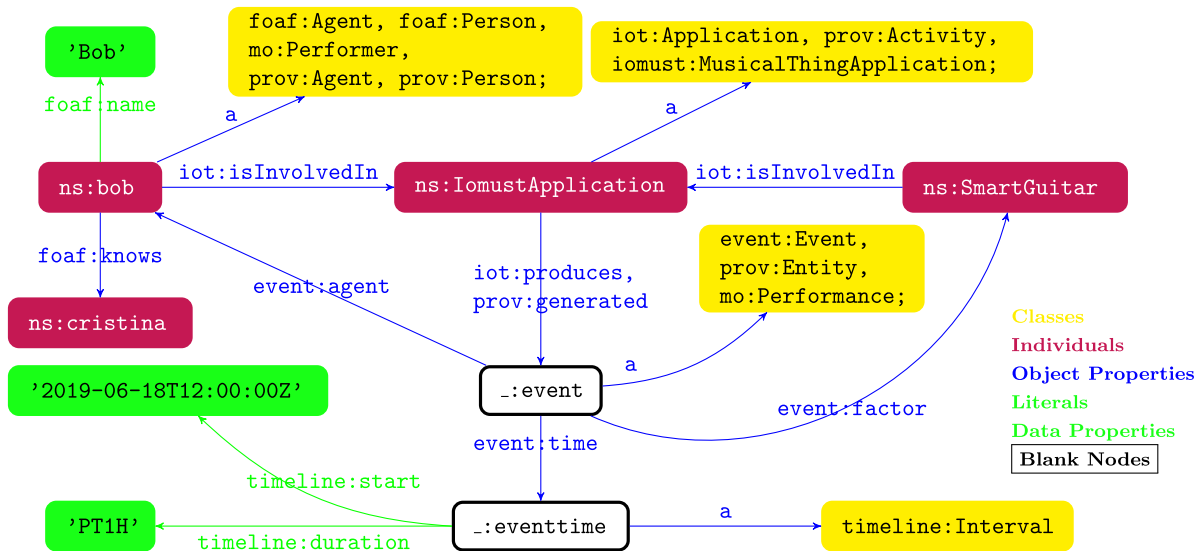 'Bob'
foaf:Agent, foaf:Person,
mo:Performer,
prov:Agent, prov:Person;
iot:Application, prov:Activity,
iomust:MusicalThingApplication;
foaf:name
a
a
ns:bob
iot:isInvolvedIn
ns:IomustApplication
iot:isInvolvedIn
ns:SmartGuitar
foaf:knows
event:agent
iot:produces,
prov:generated
event:Event,
prov:Entity,
mo:Performance;
ns:cristina
a
'2019-06-18T12:00:00Z'
_:event
event:factor
event:time
timeline:start
'PT1H'
timeline:duration
_:eventtime
a
timeline:Interval
Classes
Individuals
Object Properties
Literals
Data Properties
Blank Nodes